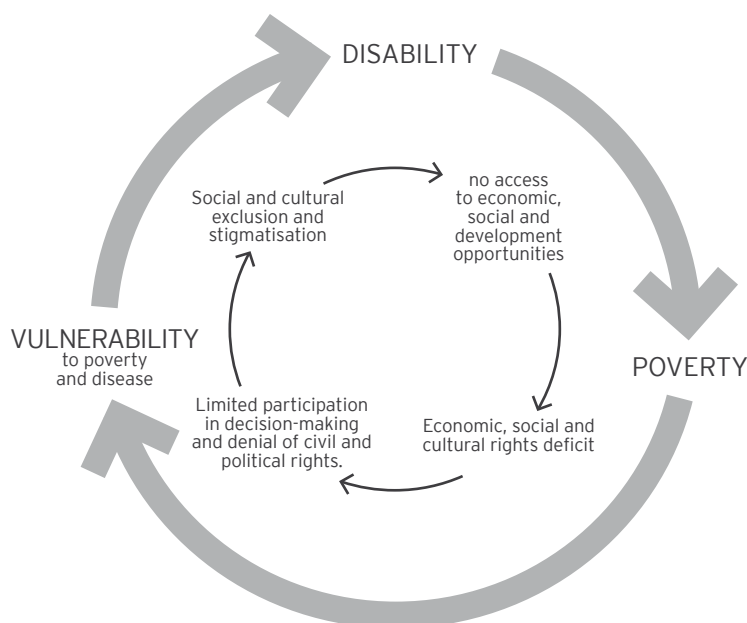 DISABILITY
Social and cultural
exclusion and
stigmatisation
no access
to economic,
social and
development
opportunities
VULNERABILITY
to poverty
and disease
POVERTY
Limited participation
in decision-making
and denial of civil and
political rights.
Economic, social and
cultural rights deficit